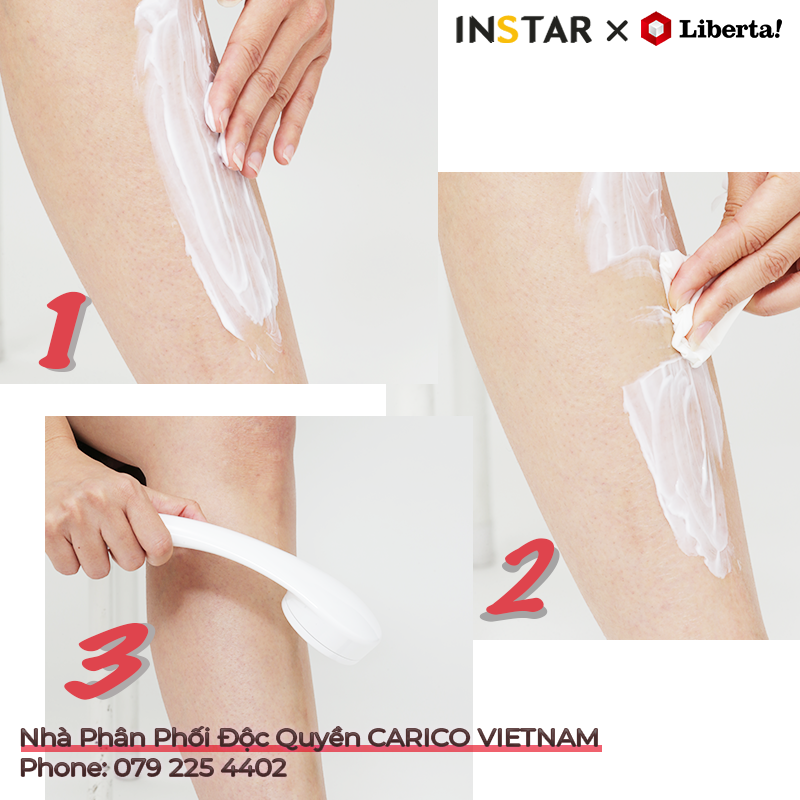 INSTAR × Liberta!
1
2
3
Nhà Phân Phối Độc Quyền CARICO VIETNAM
Phone: 079 225 4402